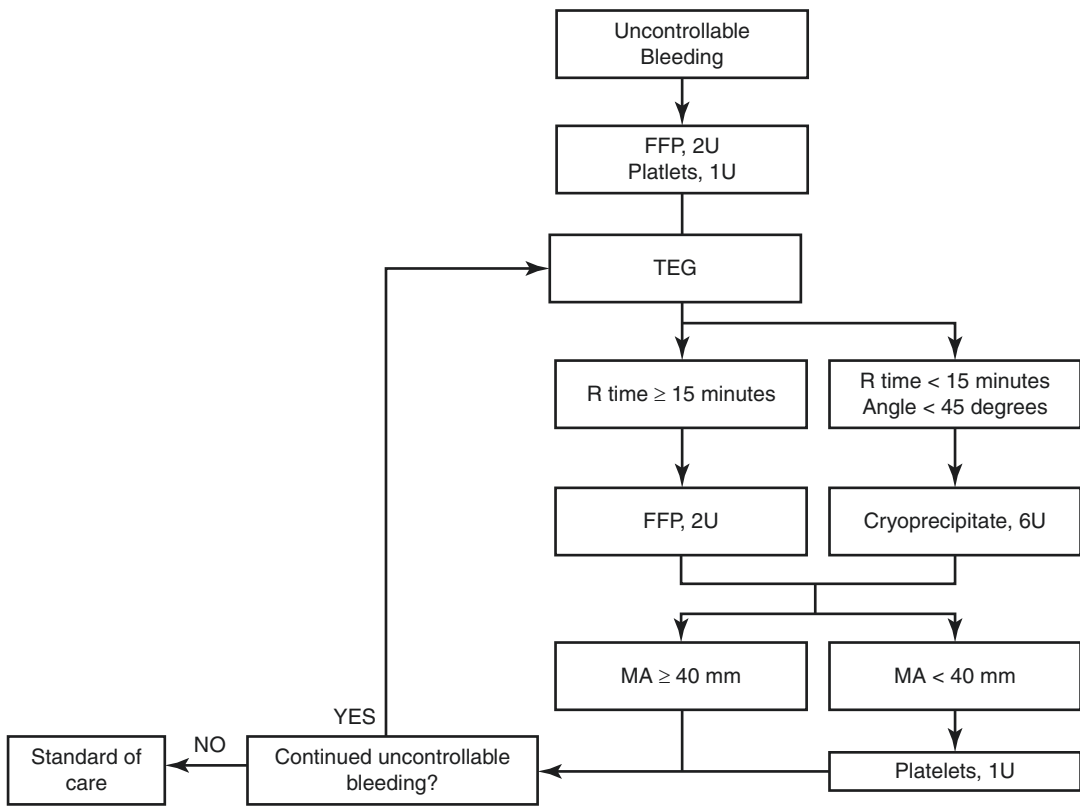 Uncontrollable
Bleeding
FFP, 2U
Platlets, 1U
TEG
R time ≥ 15 minutes
R time < 15 minutes
Angle < 45 degrees
FFP, 2U
Cryoprecipitate, 6U
MA ≥ 40 mm
MA < 40 mm
YES
NO
Standard of
care
Continued uncontrollable
bleeding?
Platelets, 1U